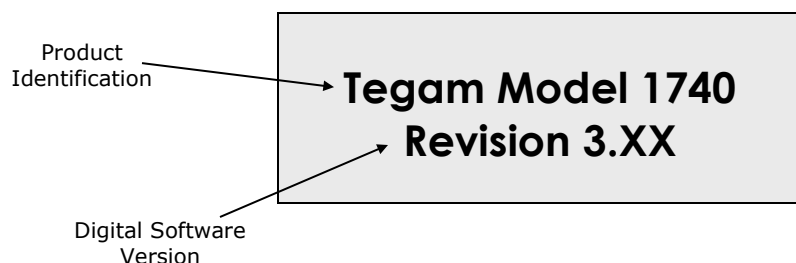 Product
Identification
Tegam Model 1740
Revision 3.XX
Digital Software
Version